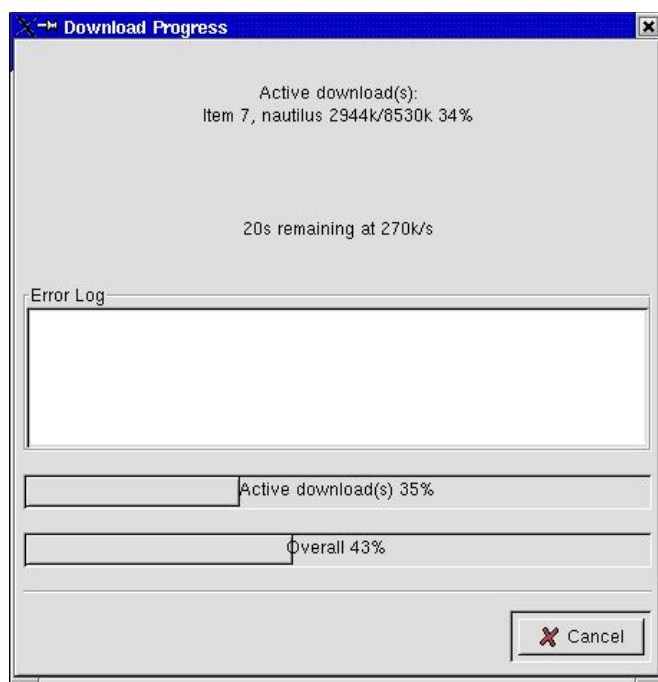 Download Progress
Active download(s):
Item 7, nautilus 2944k/8530k 34%
20s remaining at 270k/s
Error Log
Active download(s) 35%
Overall 43%
Cancel